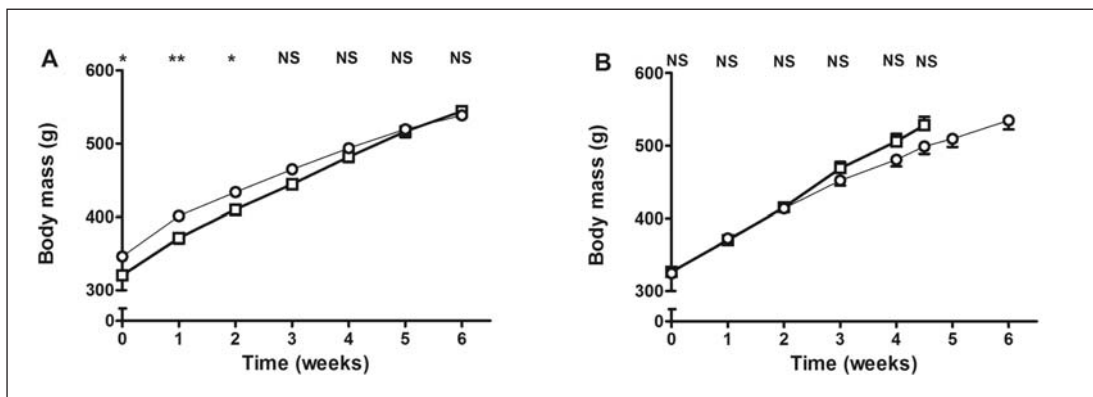 A * ** * NS NS NS NS
600
500
400
300
0
Body mass (g)
0 1 2 3 4 5 6
Time (weeks)
B NS NS NS NS NS NS
600
500
400
300
0
Body mass (g)
0 1 2 3 4 5 6
Time (weeks)